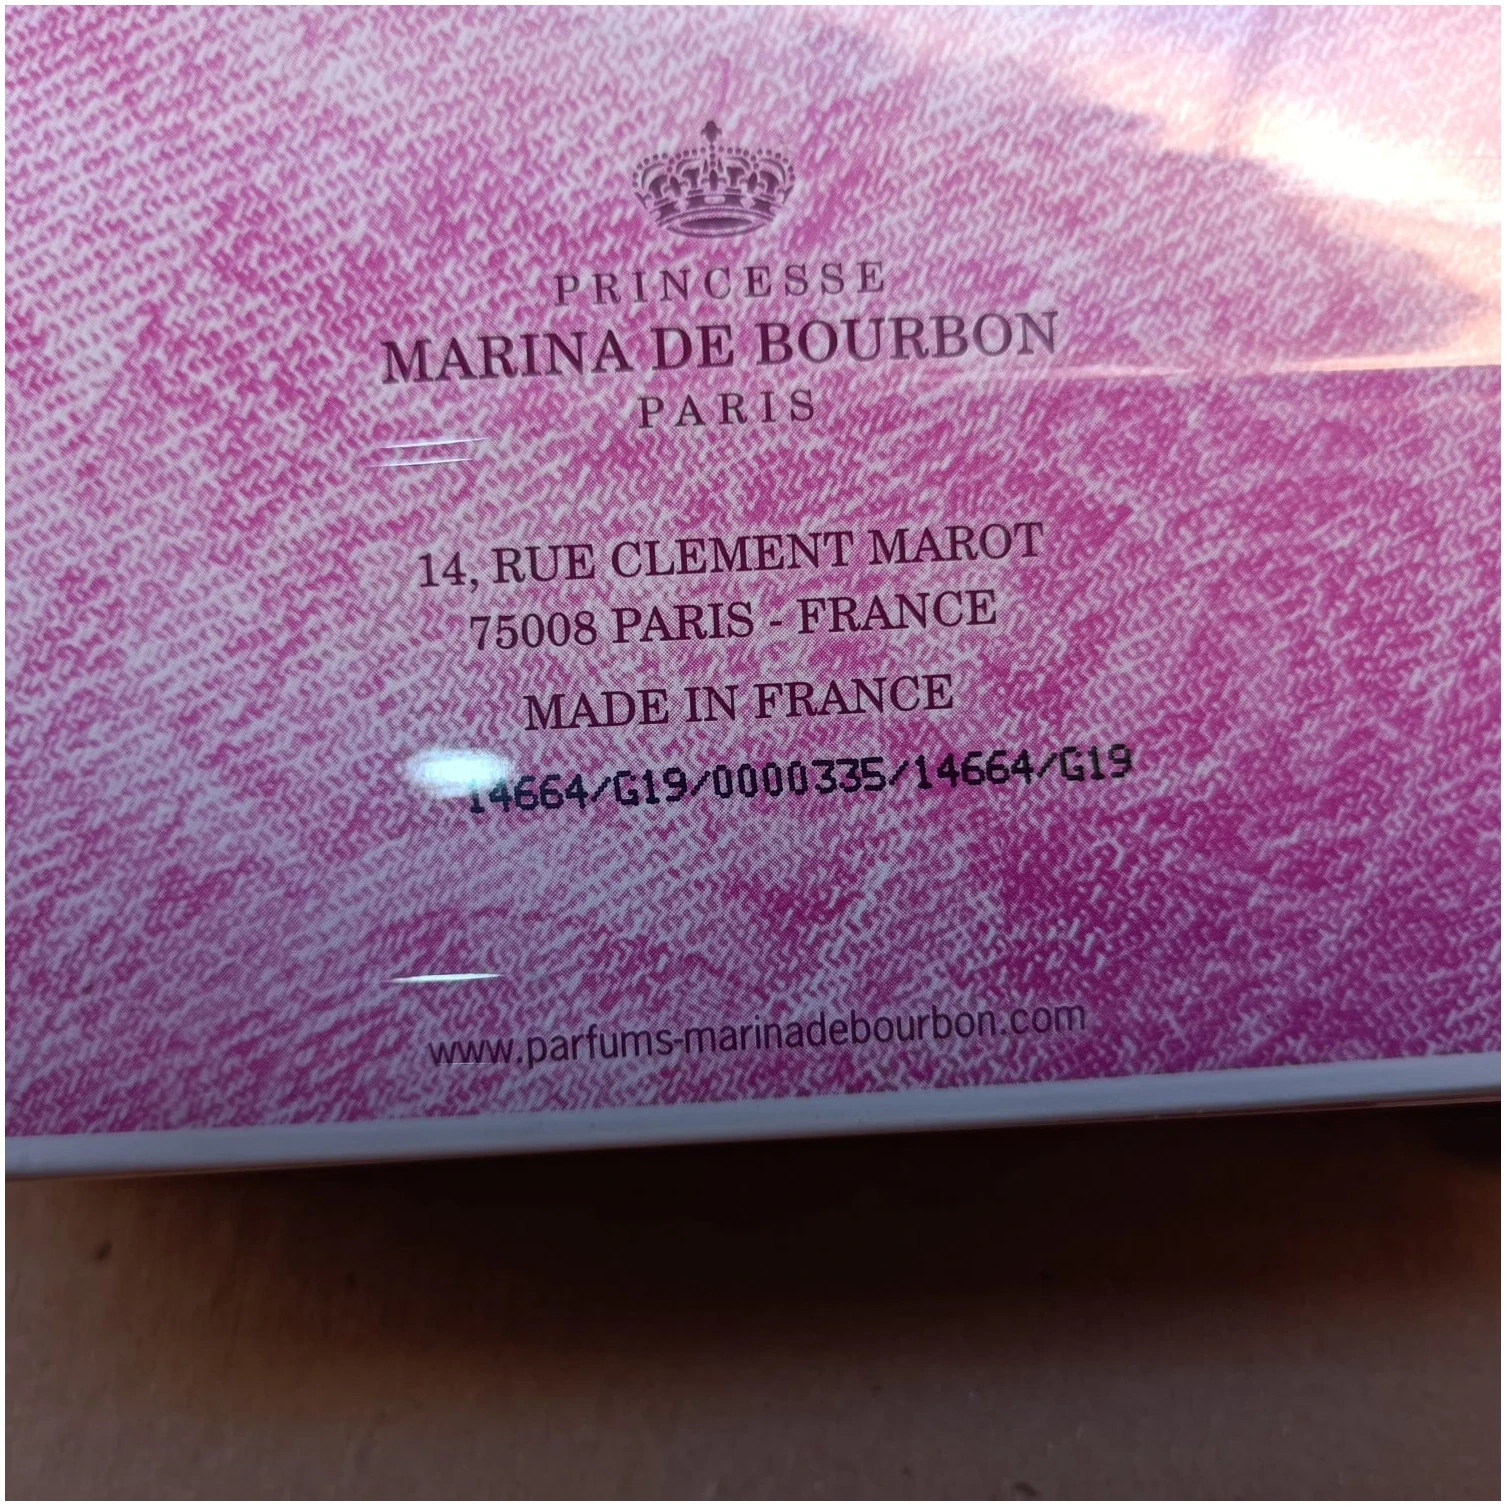 PRINCESSE
MARINA DE BOURBON
PARIS
14, RUE CLEMENT MAROT
75008 PARIS - FRANCE
MADE IN FRANCE
14664/G19/0000335/14664/G19
www.parfums-marinadebourbon.com